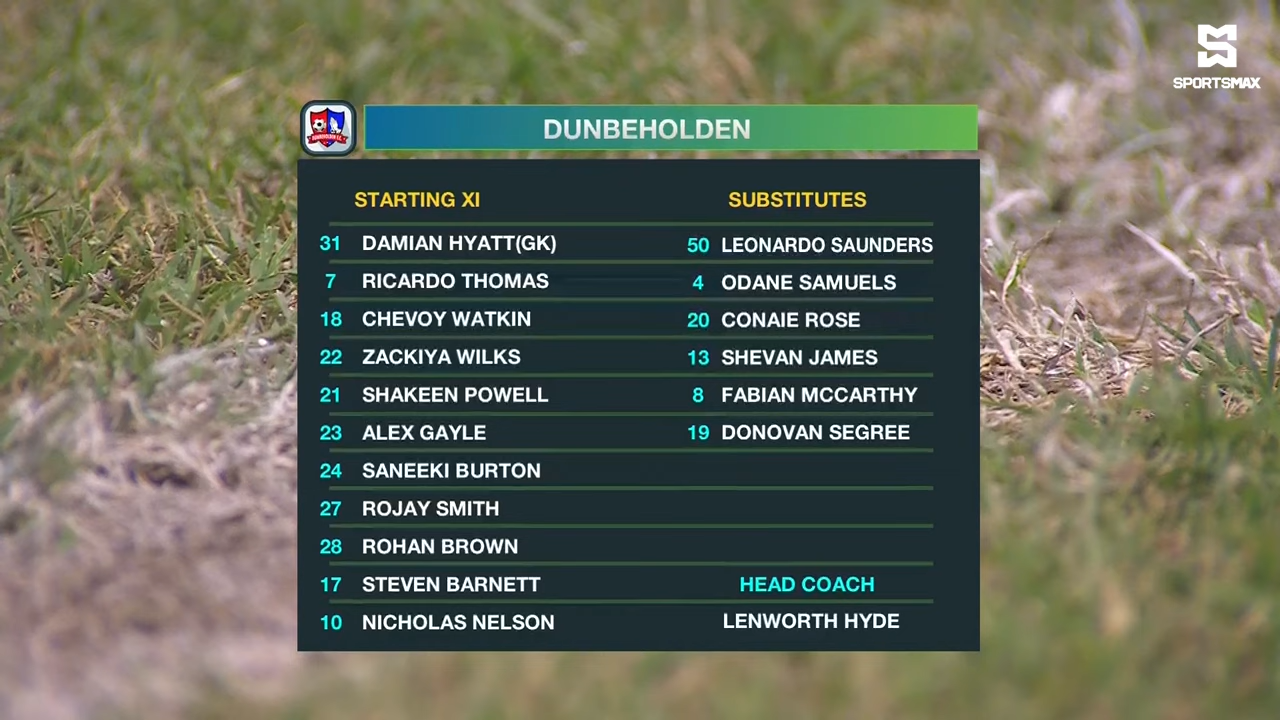 SPORTSMAX
DUNBEHOLDEN
STARTING XI
31 DAMIAN HYATT(GK)
7 RICARDO THOMAS
18 CHEVOY WATKIN
22 ZACKIYA WILKS
21 SHAKEEN POWELL
23 ALEX GAYLE
24 SANEEKI BURTON
27 ROJAY SMITH
28 ROHAN BROWN
17 STEVEN BARNETT
10 NICHOLAS NELSON
SUBSTITUTES
50 LEONARDO SAUNDERS
4 ODANE SAMUELS
20 CONAIE ROSE
13 SHEVAN JAMES
8 FABIAN MCCARTHY
19 DONOVAN SEGREE
HEAD COACH
LENWORTH HYDE